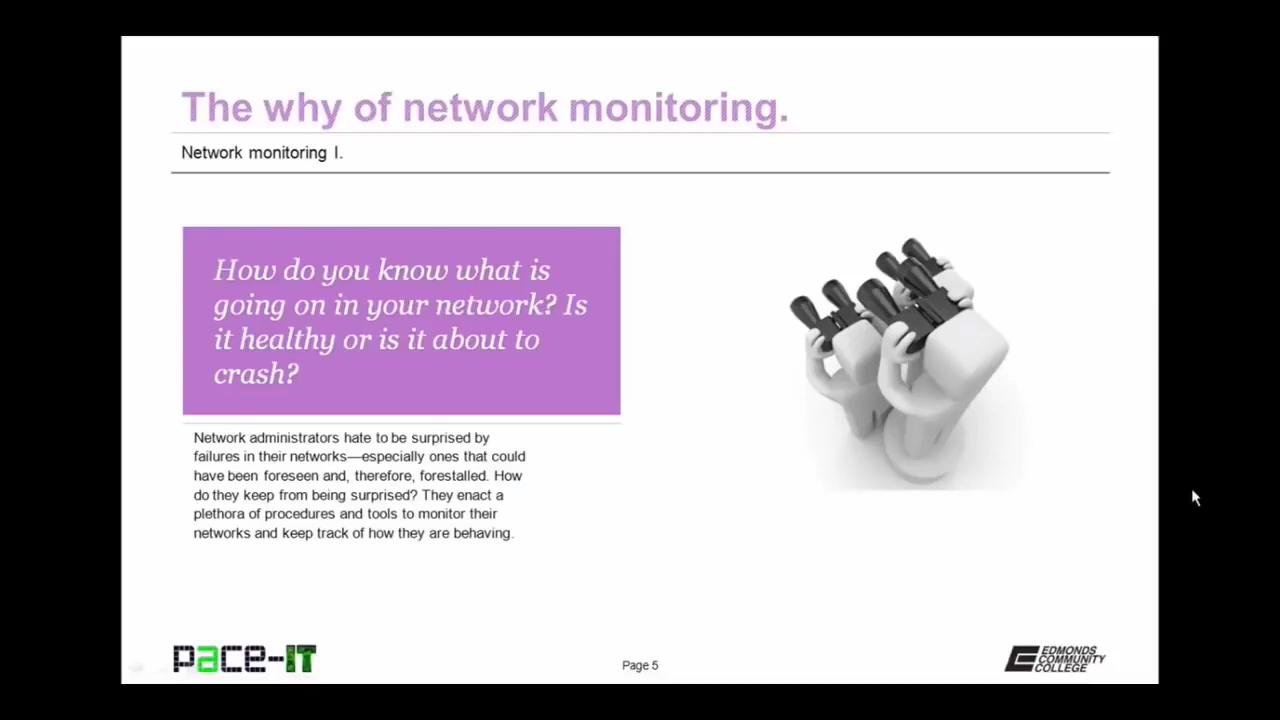 The why of network monitoring.
Network monitoring I.
How do you know what is
going on in your network? Is
it healthy or is it about to
crash?
Network administrators hate to be surprised by
failures in their networks—especially ones that could
have been foreseen and, therefore, forestalled. How
do they keep from being surprised? They enact a
plethora of procedures and tools to monitor their
networks and keep track of how they are behaving.
pace-IT
Page 5
EDMONDS
COMMUNITY
COLLEGE